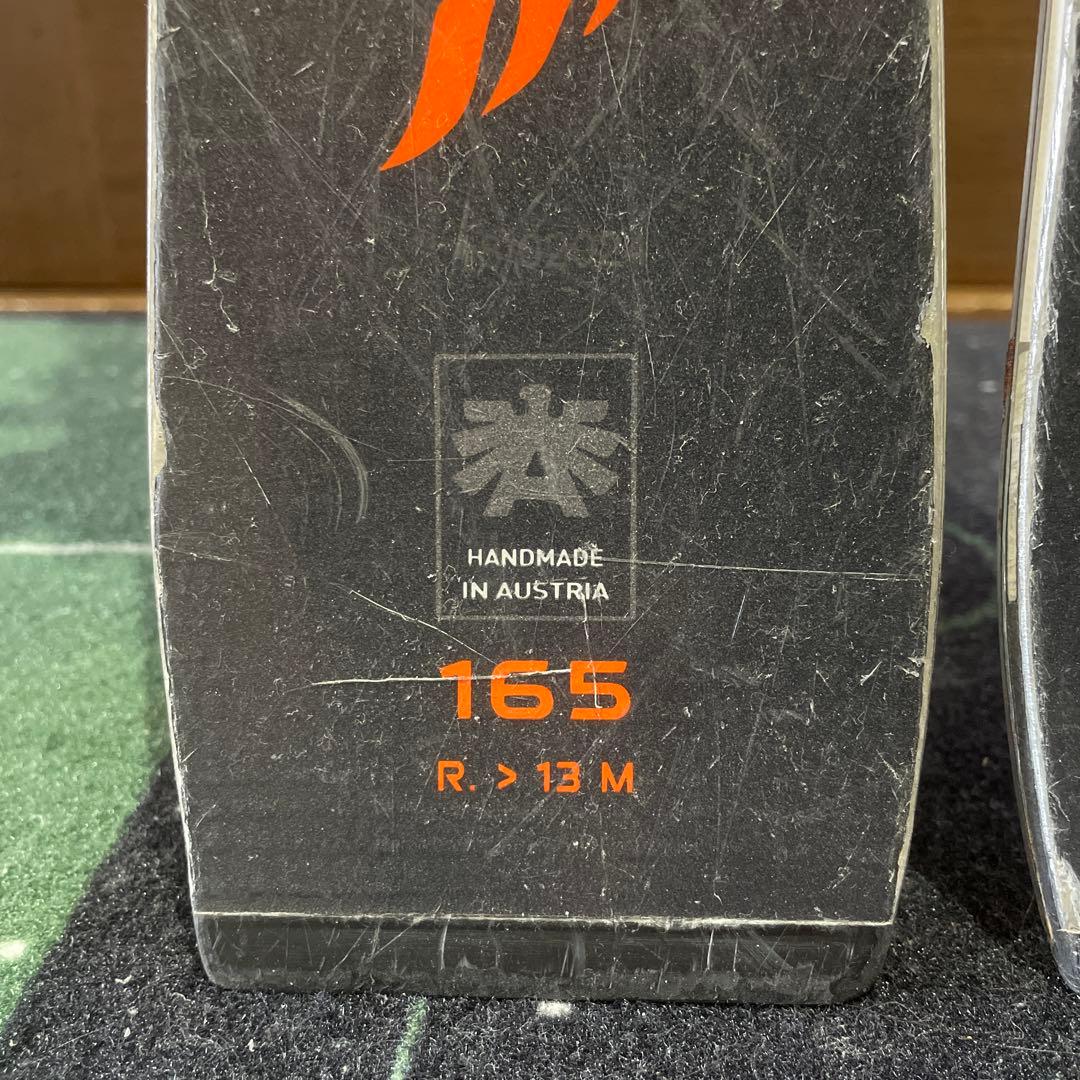 HANDMADE
IN AUSTRIA
165
R. > 13 M